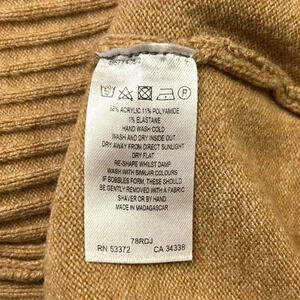 88% ACRYLIC 11% POLYAMIDE
1% ELASTANE
HAND WASH COLD
WASH AND DRY INSIDE OUT
DRY AWAY FROM DIRECT SUNLIGHT
DRY FLAT
RE-SHAPE WHILST DAMP
WASH WITH SIMILAR COLOURS
IF BOBBLES FORM, THESE SHOULD
BE GENTLY REMOVED WITH A FABRIC
SHAVER OR BY HAND
MADE IN MADAGASCAR
78RDJ
RN 53372 CA 34338